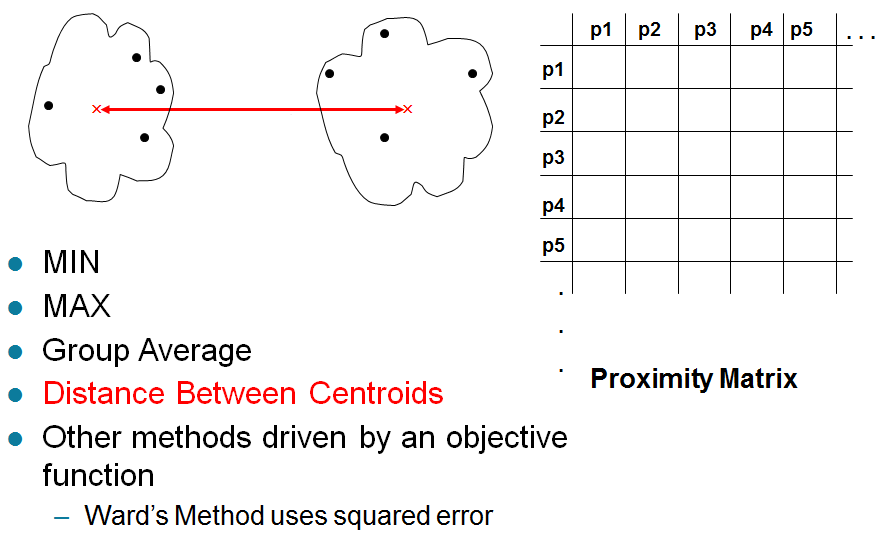 p1 p2 p3 p4 p5 . . .
p1
p2
p3
p4
p5
.
.
.
Proximity Matrix
× ×
● MIN
● MAX
● Group Average
● Distance Between Centroids
● Other methods driven by an objective
function
– Ward’s Method uses squared error